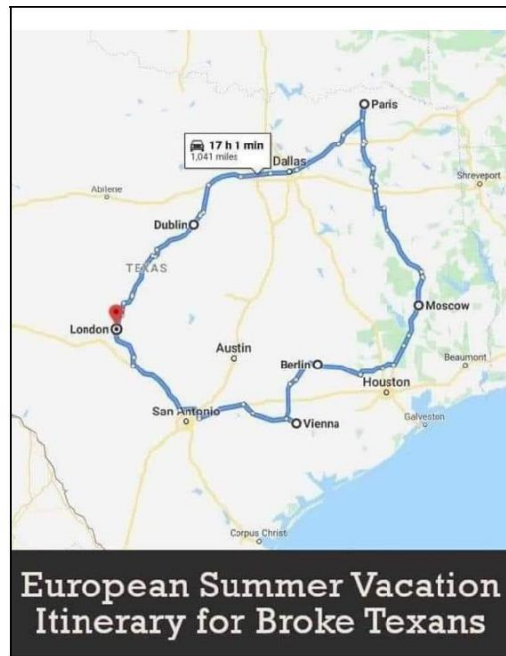 Paris
17 h 1 min
1,041 miles
Dallas
Shreveport
Abilene
Dublin
TEXAS
Moscow
London
Austin
Berlin
Beaumont
Houston
San Antonio
Vienna
Galveston
Corpus Christ
European Summer Vacation
Itinerary for Broke Texans